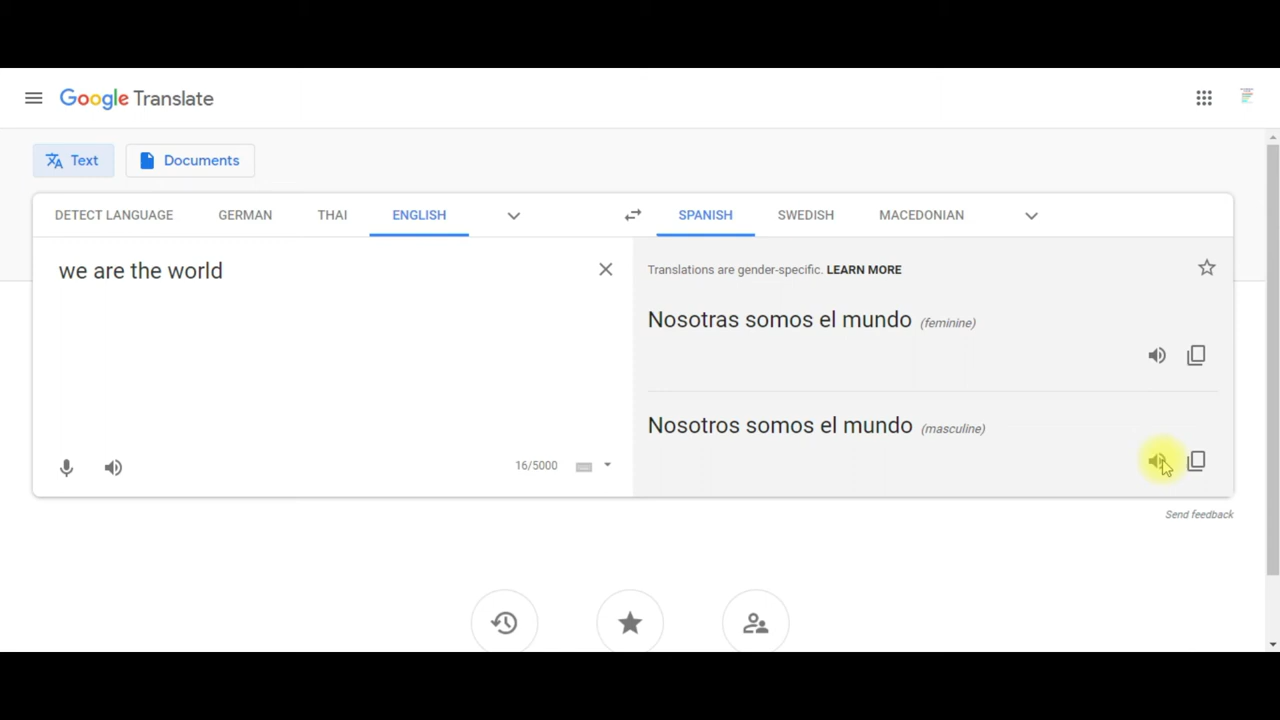 Google Translate
Text
Documents
DETECT LANGUAGE GERMAN THAI ENGLISH
SPANISH SWEDISH MACEDONIAN
we are the world
Translations are gender-specific. LEARN MORE
Nosotras somos el mundo (feminine)
Nosotros somos el mundo (masculine)
16/5000
Send feedback